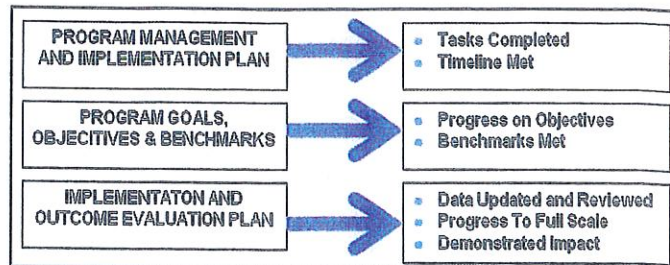 PROGRAM MANAGEMENT
AND IMPLEMENTATION PLAN
• Tasks Completed
• Timeline Met
PROGRAM GOALS,
OBJECITIVES & BENCHMARKS
• Progress on Objectives
• Benchmarks Met
IMPLEMENTATON AND
OUTCOME EVALUATION PLAN
• Data Updated and Reviewed
• Progress To Full Scale
• Demonstrated Impact